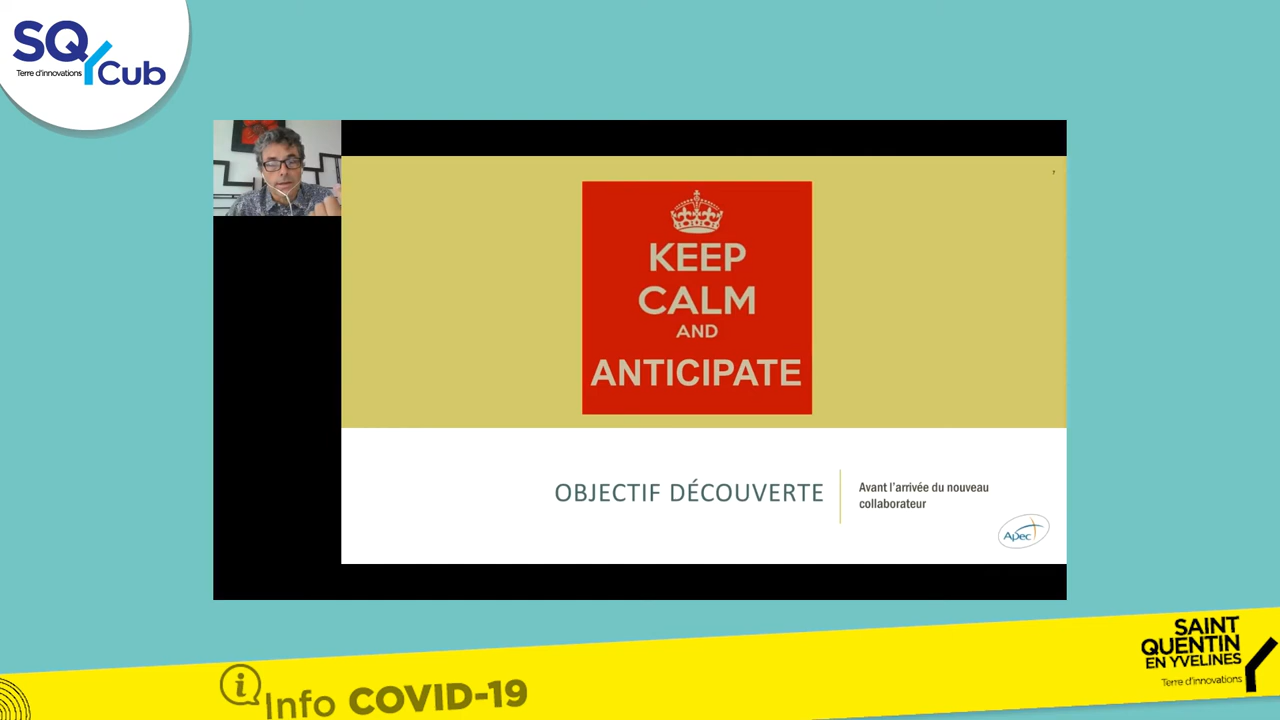 SQY Cub
Terre d'innovations
KEEP
CALM
AND
ANTICIPATE
OBJECTIF DÉCOUVERTE
Avant l'arrivée du nouveau
collaborateur
Apec
i
Info COVID-19
SAINT
QUENTIN
EN YVELINES
Terre d'innovations